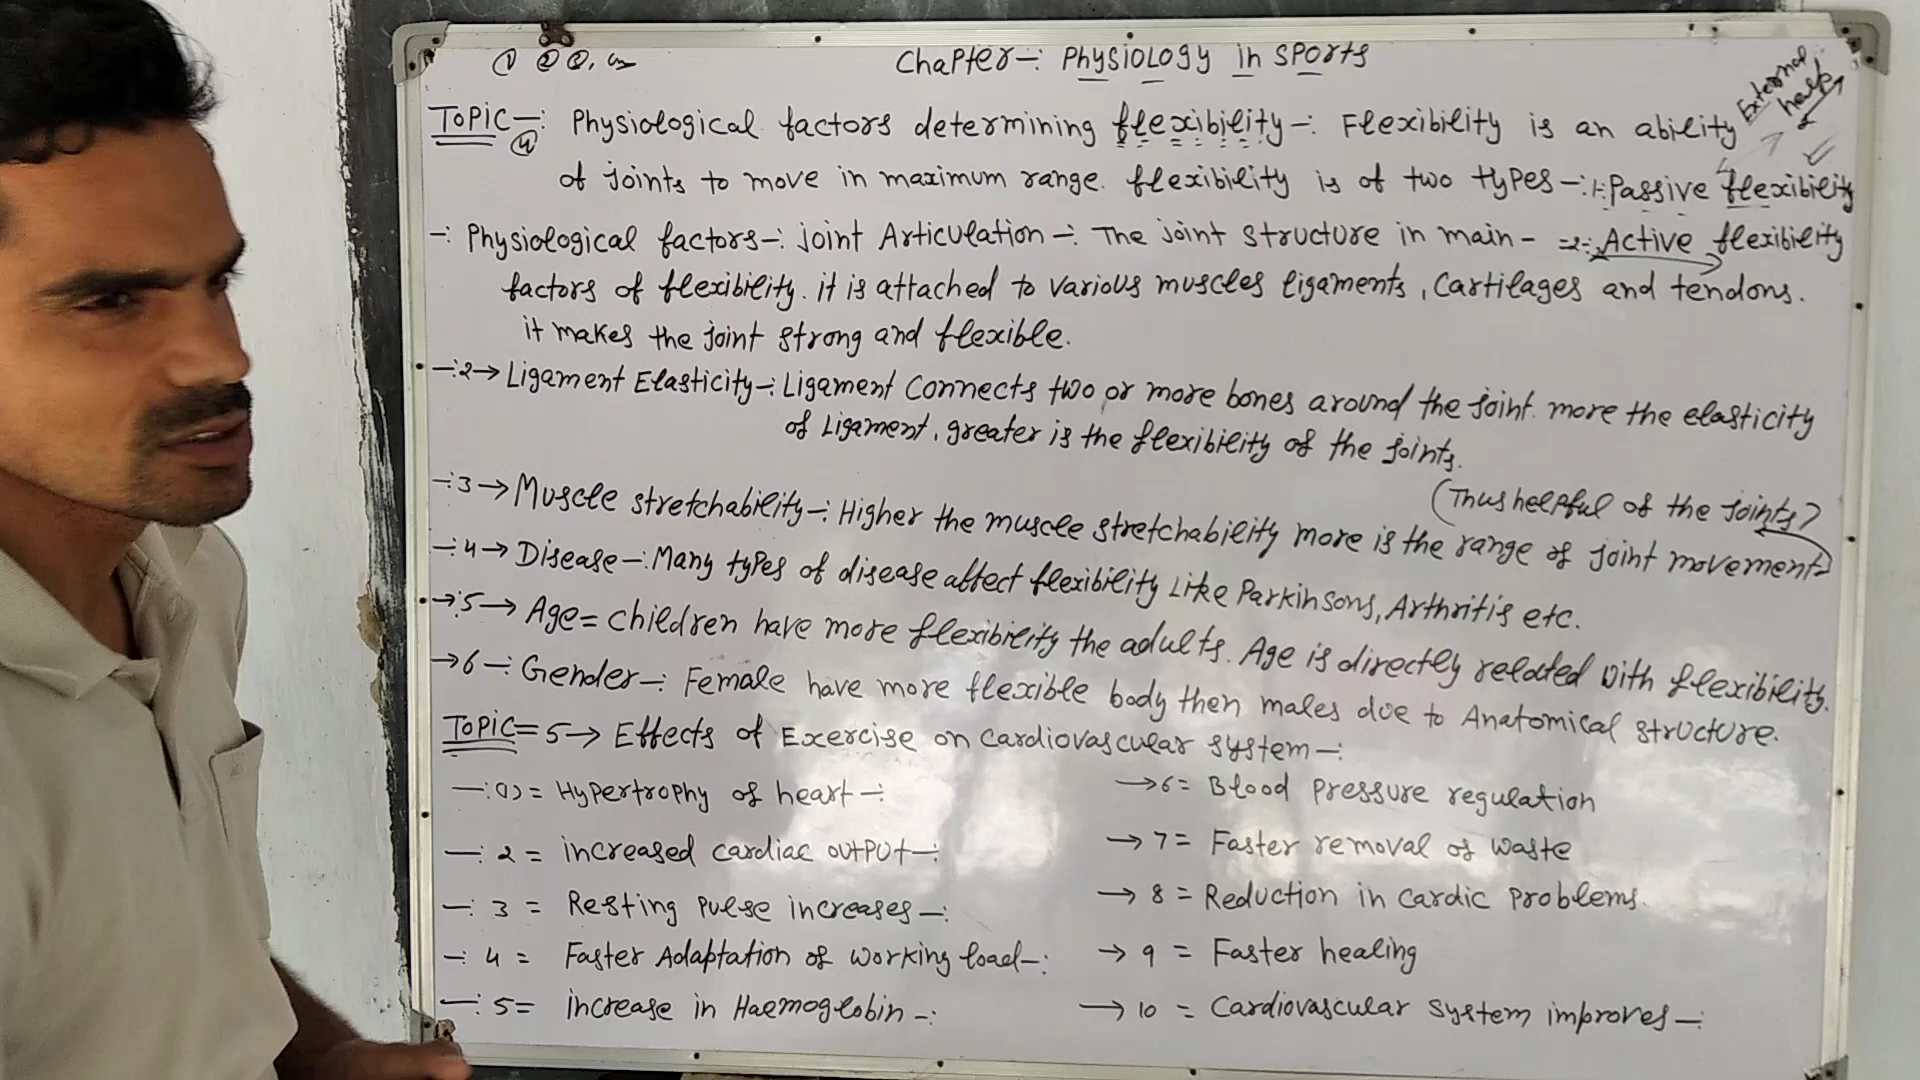 ① ② ③,
Chapter-: Physiology in sports
External help
Topic-: ④ Physiological factors determining flexibility-: Flexibility is an ability
of joints to move in maximum range. flexibility is of two types-: 1. Passive flexibility
-: Physiological factors-: joint Articulation-: The joint structure in main- =2-: Active flexibility
factors of flexibility. it is attached to various muscles ligaments, Cartilages and tendons.
it makes the joint strong and flexible.
-:2→ Ligament Elasticity-: Ligament Connects two or more bones around the joint. more the elasticity
of Ligament, greater is the flexibility of the joints.
(Thus helpful of the joints)
-:3→ Muscle stretchability-: Higher the muscle stretchability more is the range of joint movement
-:4→ Disease-: Many types of disease affect flexibility Like Parkinsons, Arthritis etc.
→:5→ Age= children have more flexibility the adults. Age is directly related with flexibility.
→6-: Gender-: Female have more flexible body then males due to Anatomical structure.
Topic=5→ Effects of Exercise on cardiovascular system-:
-:(1)= Hypertrophy of heart-:
-:2= increased cardiac output-:
-:3= Resting pulse increases-:
-:4= Faster Adaptation of working load-:
-:5= increase in Haemoglobin-:
→6= Blood pressure regulation
→7= Faster removal of waste
→8= Reduction in cardic problems.
→9= Faster healing
→10= Cardiovascular system improves-: